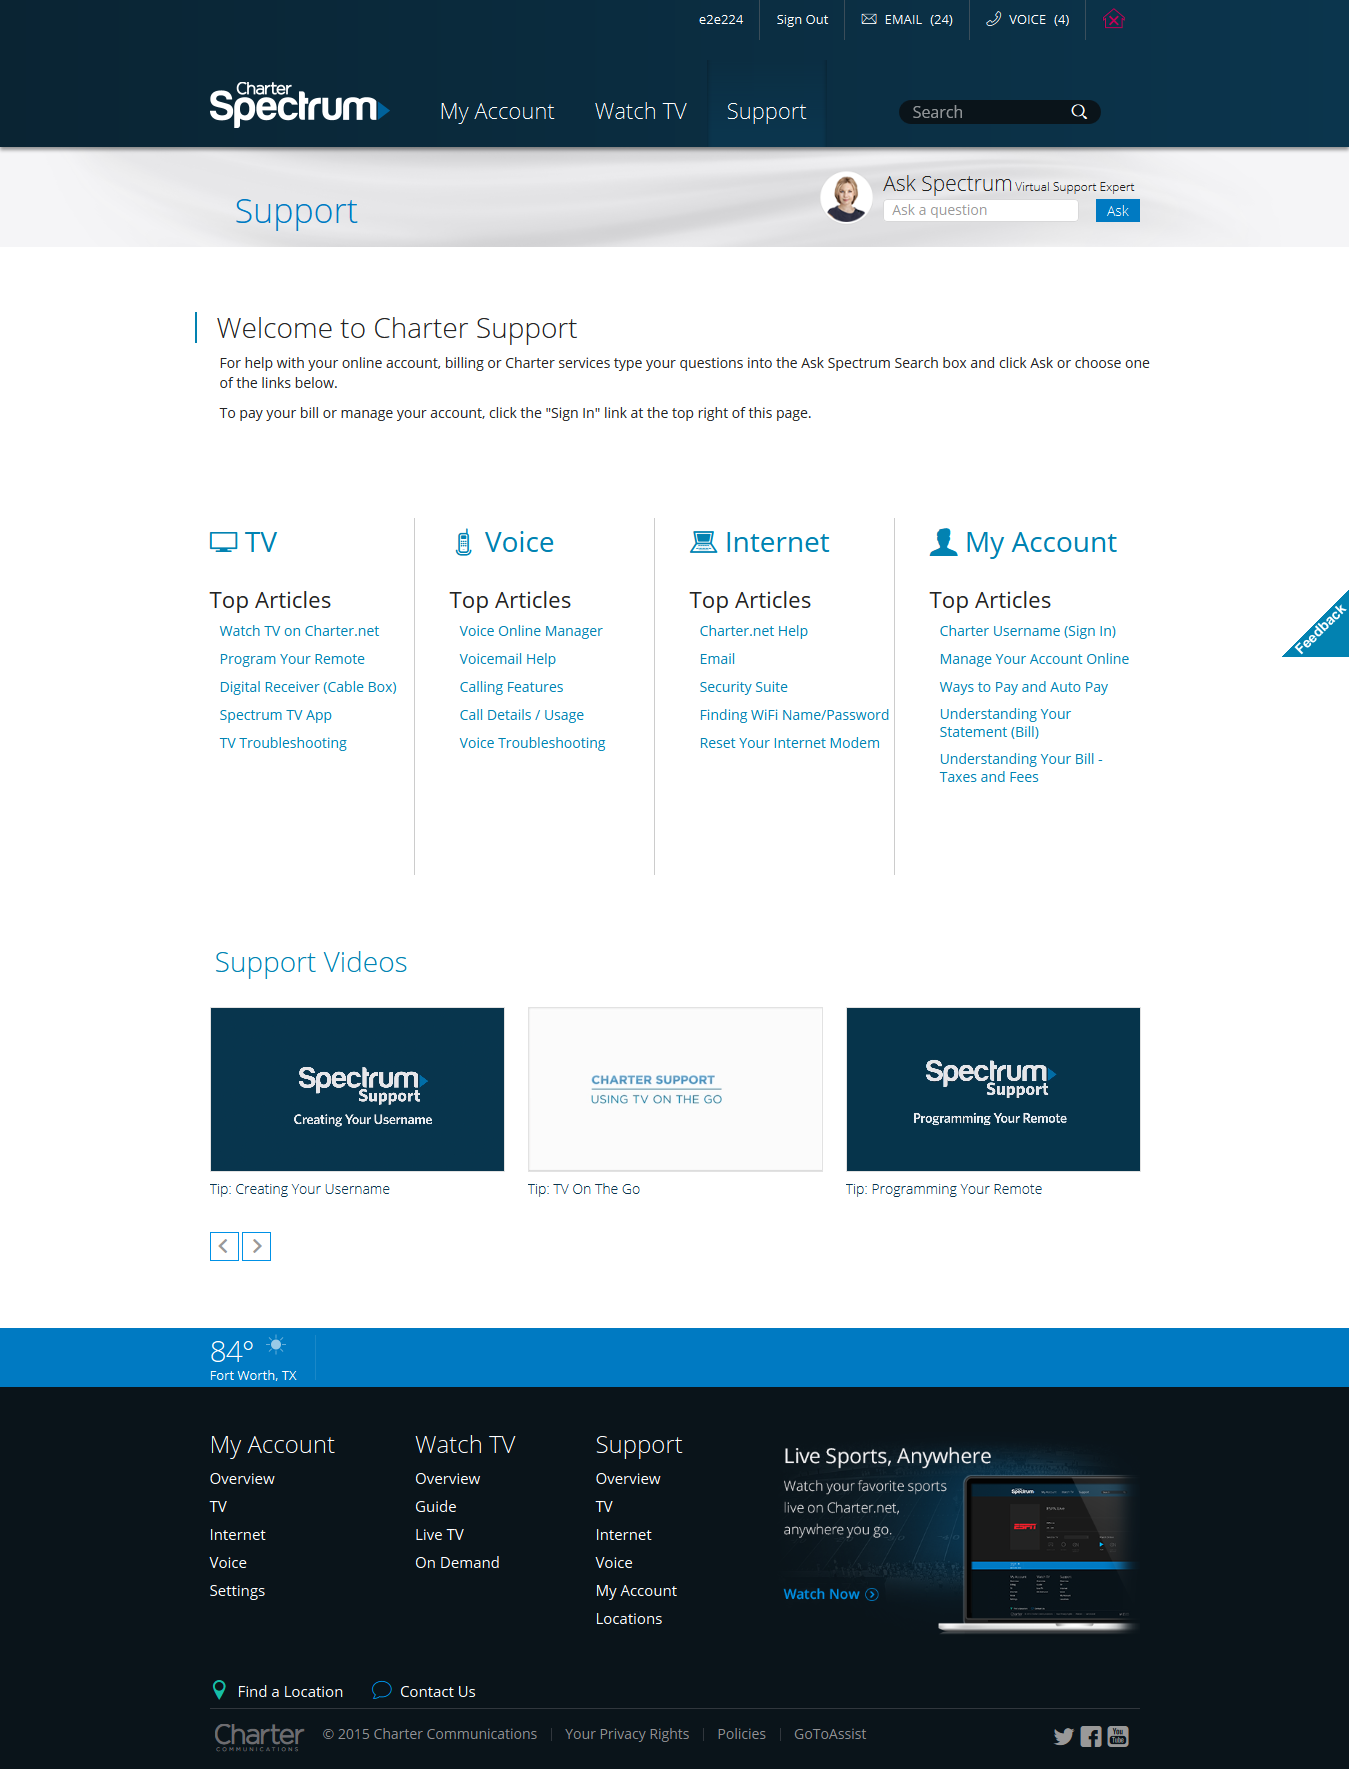 e2e224
Sign Out
EMAIL (24)
VOICE (4)
Charter
Spectrum
My Account
Watch TV
Support
Search
Support
Ask Spectrum Virtual Support Expert
Ask a question
Ask
Welcome to Charter Support
For help with your online account, billing or Charter services type your questions into the Ask Spectrum Search box and click Ask or choose one
of the links below.
To pay your bill or manage your account, click the "Sign In" link at the top right of this page.
TV
Top Articles
Watch TV on Charter.net
Program Your Remote
Digital Receiver (Cable Box)
Spectrum TV App
TV Troubleshooting
Voice
Top Articles
Voice Online Manager
Voicemail Help
Calling Features
Call Details / Usage
Voice Troubleshooting
Internet
Top Articles
Charter.net Help
Email
Security Suite
Finding WiFi Name/Password
Reset Your Internet Modem
My Account
Top Articles
Charter Username (Sign In)
Manage Your Account Online
Ways to Pay and Auto Pay
Understanding Your
Statement (Bill)
Understanding Your Bill -
Taxes and Fees
Feedback
Support Videos
Spectrum
Support
Creating Your Username
Tip: Creating Your Username
CHARTER SUPPORT
USING TV ON THE GO
Tip: TV On The Go
Spectrum
Support
Programming Your Remote
Tip: Programming Your Remote
84°
Fort Worth, TX
My Account
Overview
TV
Internet
Voice
Settings
Watch TV
Overview
Guide
Live TV
On Demand
Support
Overview
TV
Internet
Voice
My Account
Locations
Live Sports, Anywhere
Watch your favorite sports
live on Charter.net,
anywhere you go.
Watch Now
Spectrum
ESPN
Find a Location
Contact Us
Charter
COMMUNICATIONS
© 2015 Charter Communications
Your Privacy Rights
Policies
GoToAssist
You
Tube